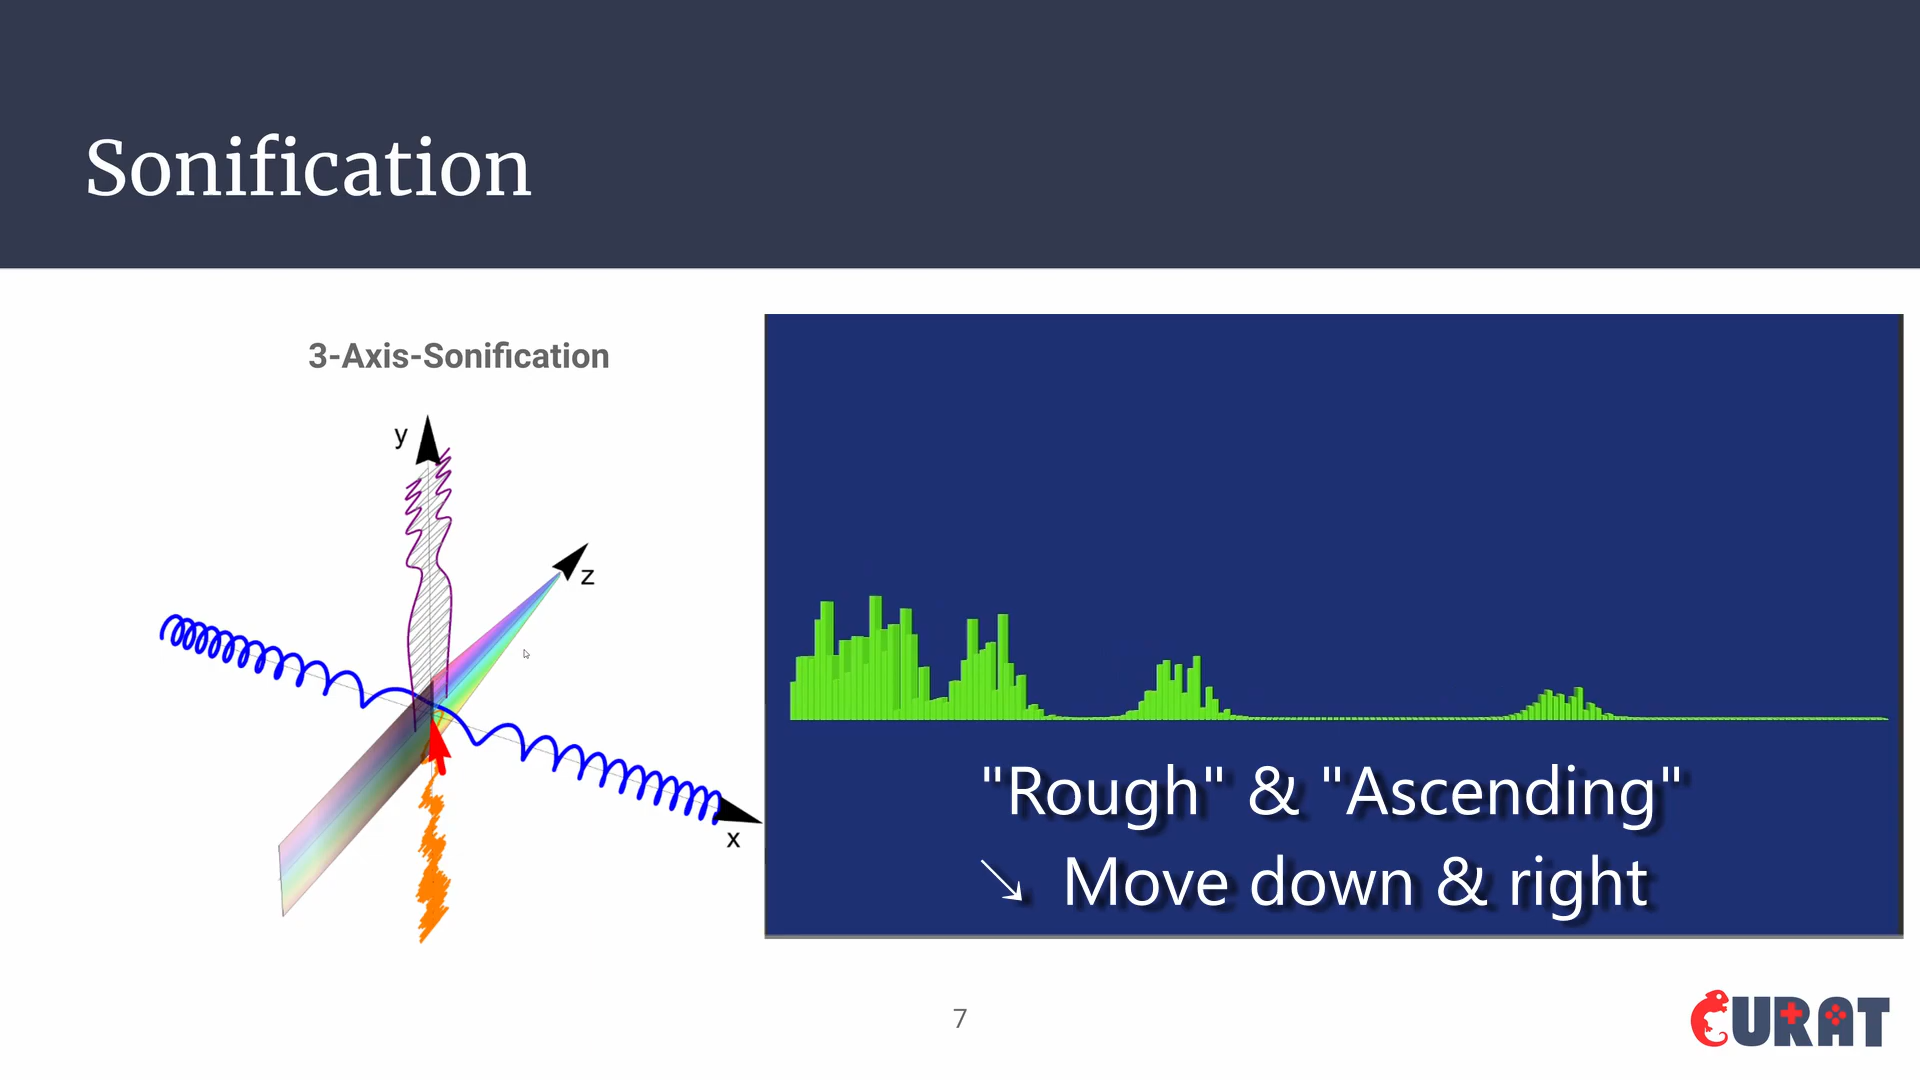 Sonification
3-Axis-Sonification
y
z
x
"Rough" & "Ascending"
↘ Move down & right
7
CURAT